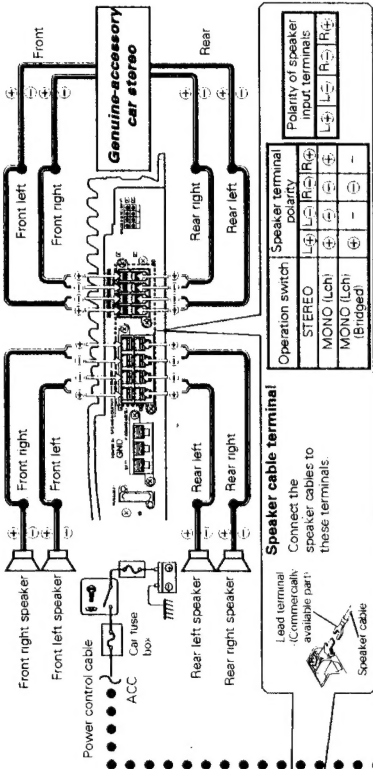 Front right speaker
Front left speaker
Front right
Front left
Front left
Front right
Front
Genuine-accessory
car stereo
Power control cable
ACC
Car fuse
box
GND
Rear left speaker
Rear right speaker
Rear left
Rear right
Rear right
Rear left
Rear
Speaker cable terminal
Lead terminal
(Commercially
available part)
Speaker cable
Connect the
speaker cables to
these terminals.
Operation switch
Speaker terminal
polarity
L⊕ L⊖ R⊖ R⊕
STEREO
MONO (Lch) ⊕ ⊖ ⊖ ⊕
MONO (Lch) ⊕ - ⊖ -
(Bridged)
Polarity of speaker
input terminals
L⊕ L⊖ R⊖ R⊕